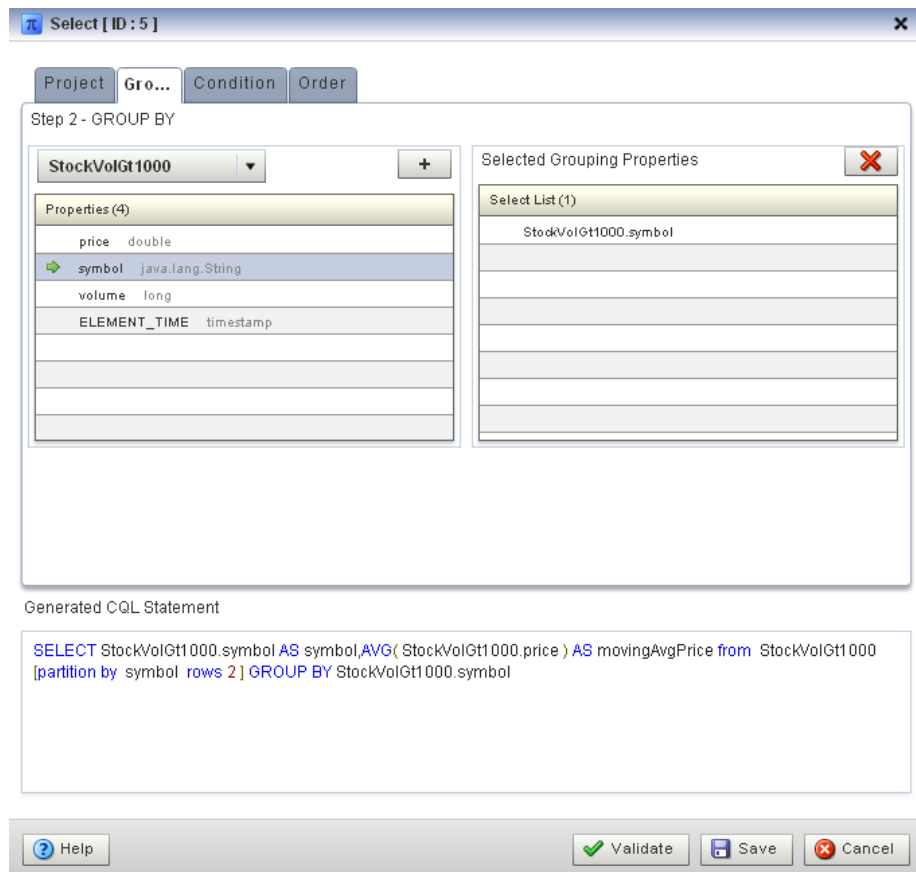 π Select [ ID : 5 ]
Project Gro... Condition Order
Step 2 - GROUP BY
StockVolGt1000 +
Properties (4)
price double
symbol java.lang.String
volume long
ELEMENT_TIME timestamp
Selected Grouping Properties
Select List (1)
StockVolGt1000.symbol
Generated CQL Statement
SELECT StockVolGt1000.symbol AS symbol,AVG( StockVolGt1000.price ) AS movingAvgPrice from StockVolGt1000
[partition by symbol rows 2 ] GROUP BY StockVolGt1000.symbol
? Help Validate Save Cancel